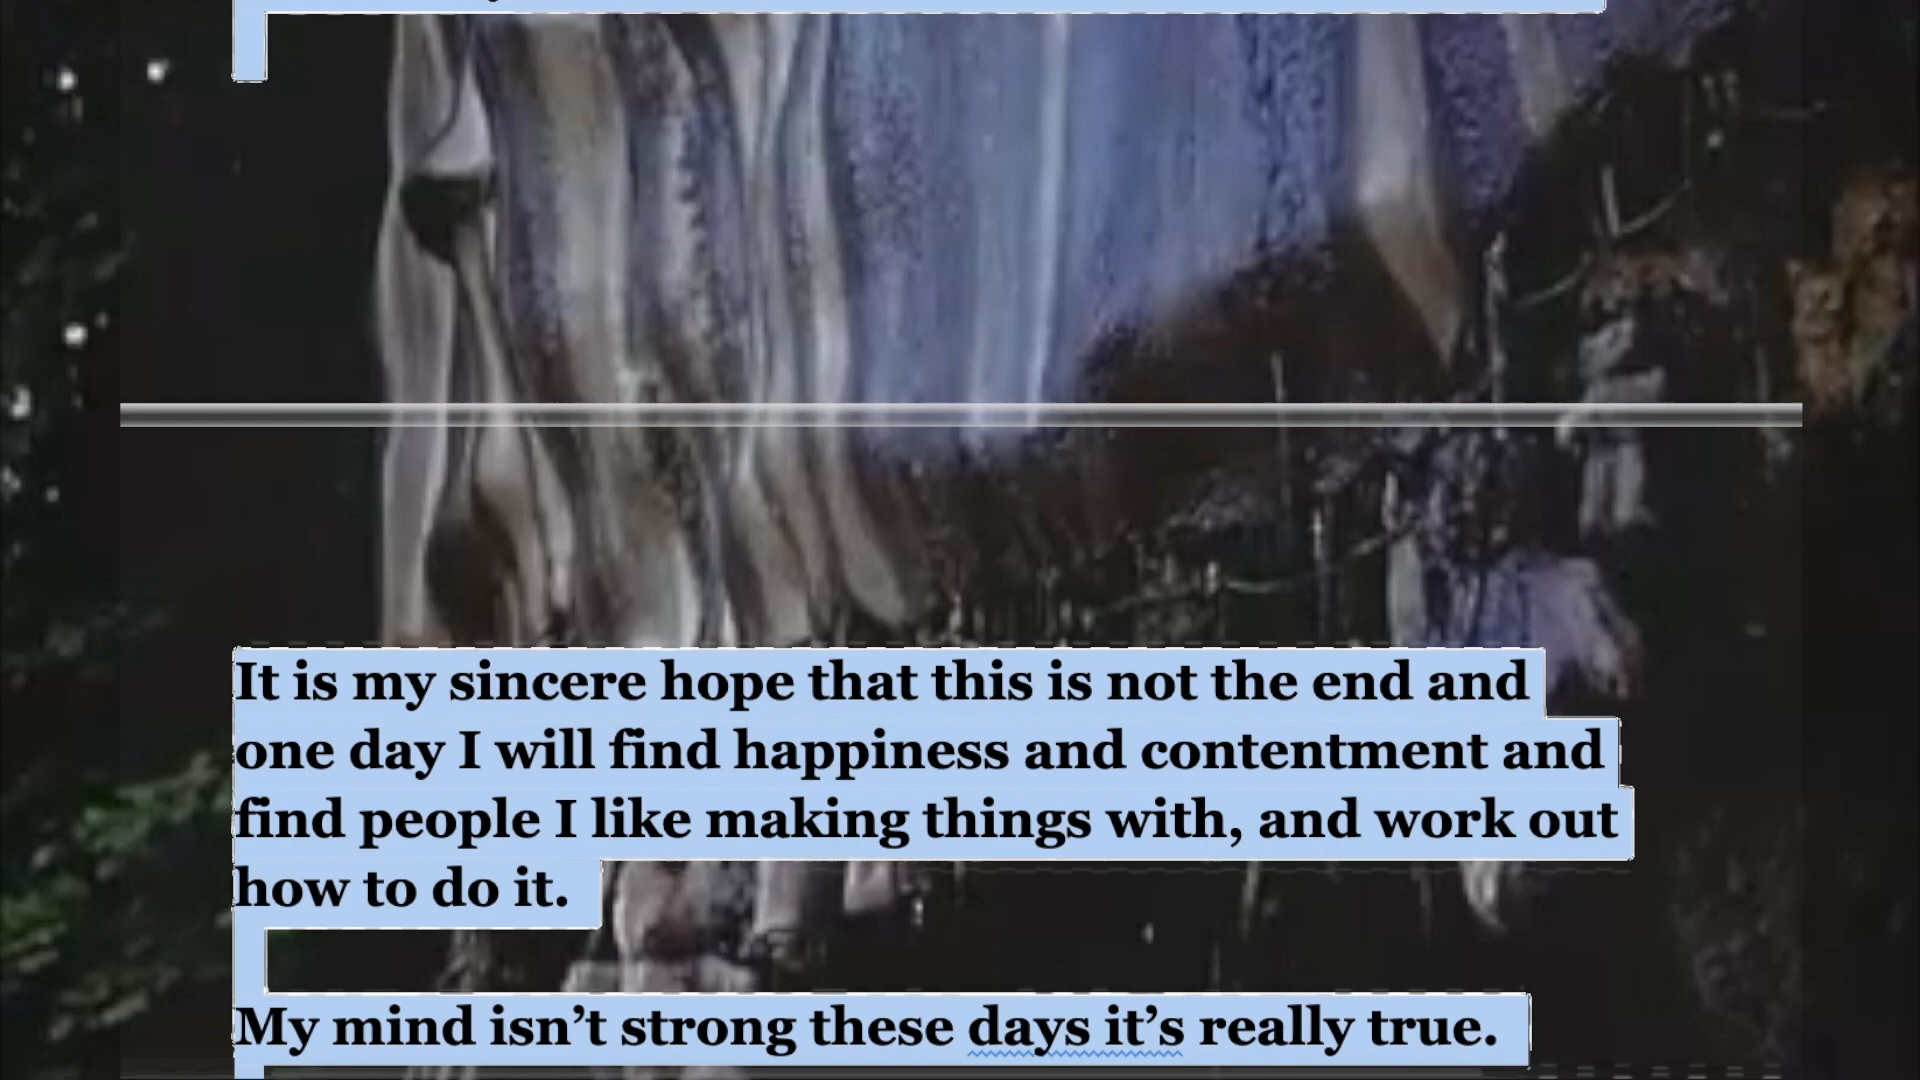 It is my sincere hope that this is not the end and
one day I will find happiness and contentment and
find people I like making things with, and work out
how to do it.
My mind isn’t strong these days it’s really true.